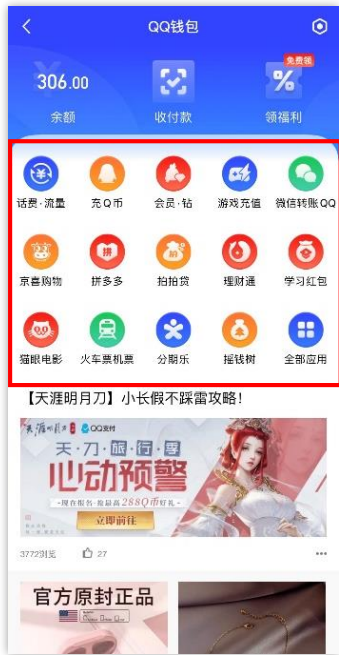 QQ钱包
免费领
306.00
余额
收付款
领福利
话费·流量
充Q币
会员·钻
游戏充值
微信转账QQ
京喜购物
拼多多
拍拍贷
理财通
学习红包
猫眼电影
火车票机票
分期乐
摇钱树
全部应用
【天涯明月刀】小长假不踩雷攻略！
天涯明月刀 QQ支付
天·刀·旅·行·季
心动预警
立即前往
3772浏览
27
官方原封正品